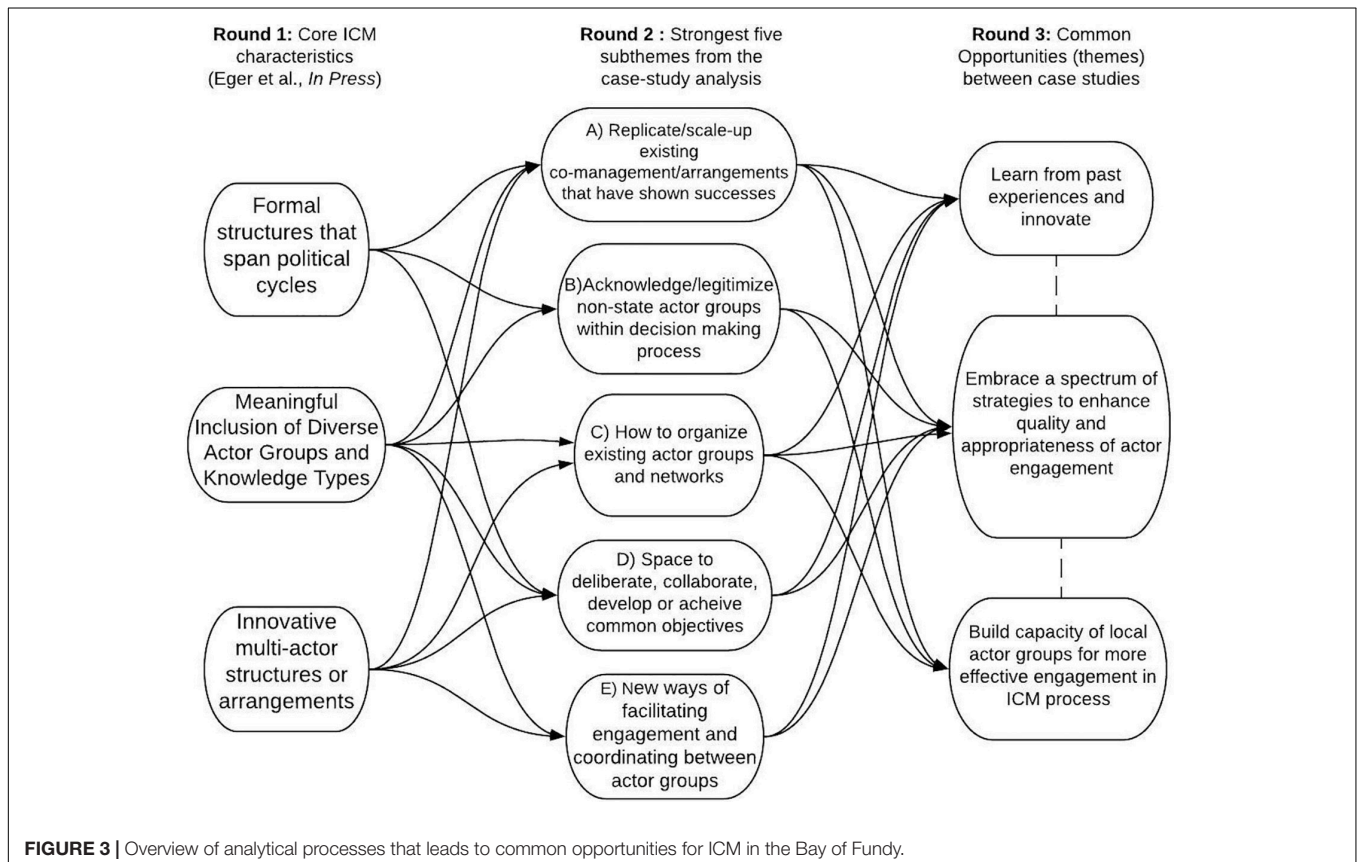 Round 1: Core ICM
characteristics
(Eger et al., In Press)
Round 2 : Strongest five
subthemes from the
case-study analysis
Round 3: Common
Opportunities (themes)
between case studies
Formal
structures that
span political
cycles
Meaningful
Inclusion of Diverse
Actor Groups and
Knowledge Types
Innovative
multi-actor
structures or
arrangements
A) Replicate/scale-up
existing
co-management/arrangements
that have shown successes
B)Acknowledge/legitimize
non-state actor groups
within decision making
process
C) How to organize
existing actor groups
and networks
D) Space to
deliberate, collaborate,
develop or acheive
common objectives
E) New ways of
facilitating
engagement and
coordinating between
actor groups
Learn from past
experiences and
innovate
Embrace a spectrum of
strategies to enhance
quality and
appropriateness of actor
engagement
Build capacity of local
actor groups for more
effective engagement in
ICM process
FIGURE 3 | Overview of analytical processes that leads to common opportunities for ICM in the Bay of Fundy.